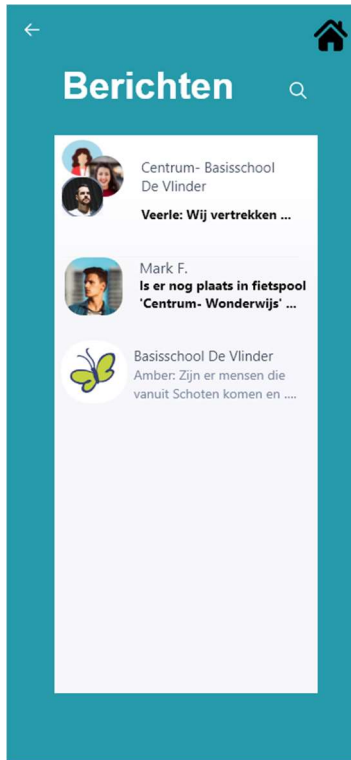 Berichten
Centrum- Basisschool
De Vlinder
Veerle: Wij vertrekken ...
Mark F.
Is er nog plaats in fietspool
'Centrum- Wonderwijs' ...
Basisschool De Vlinder
Amber: Zijn er mensen die
vanuit Schoten komen en ....